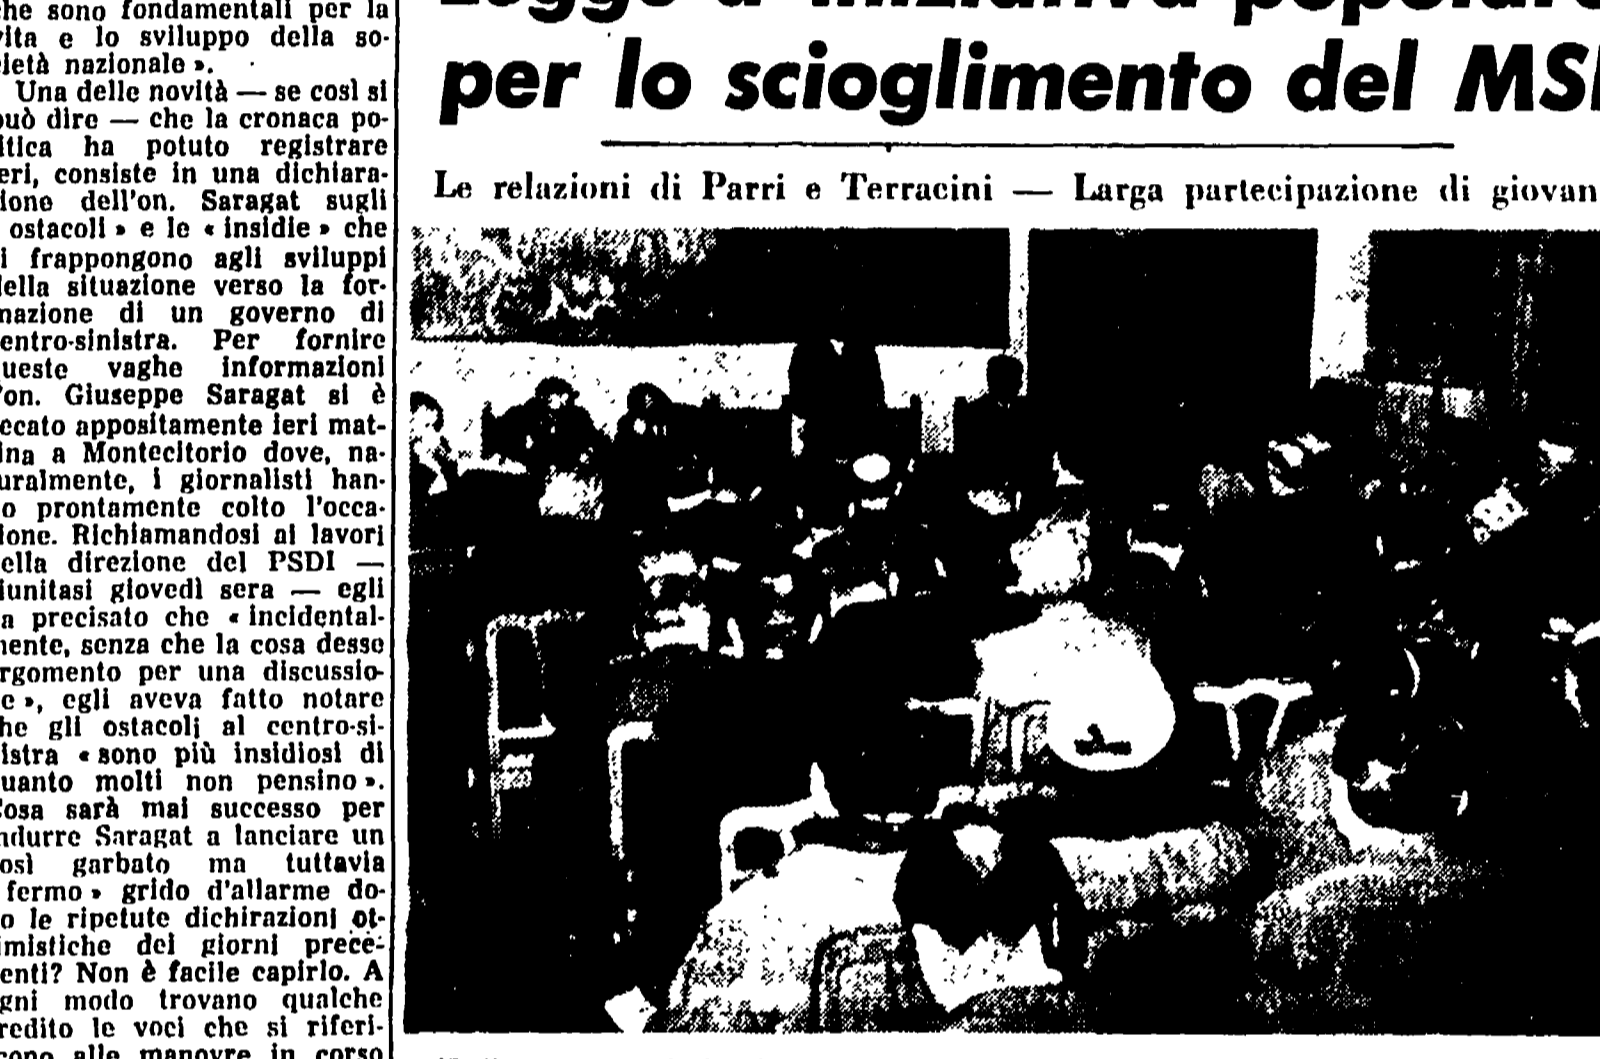 che sono fondamentali per la
vita e lo sviluppo della so-
cietà nazionale ».
Una delle novità — se così si
può dire — che la cronaca po-
litica ha potuto registrare
ieri, consiste in una dichiara-
zione dell'on. Saragat sugli
« ostacoli » e le « insidie » che
si frappongono agli sviluppi
della situazione verso la for-
mazione di un governo di
centro-sinistra. Per fornire
queste vaghe informazioni
l'on. Giuseppe Saragat si è
recato appositamente ieri mat-
tina a Montecitorio dove, na-
turalmente, i giornalisti han-
no prontamente colto l'occa-
sione. Richiamandosi ai lavori
della direzione del PSDI —
riunitasi giovedì sera — egli
ha precisato che « incidental-
mente, senza che la cosa desse
argomento per una discussio-
ne », egli aveva fatto notare
che gli ostacoli al centro-si-
nistra « sono più insidiosi di
quanto molti non pensino ».
Cosa sarà mai successo per
indurre Saragat a lanciare un
così garbato ma tuttavia
« fermo » grido d'allarme do-
po le ripetute dichirazioni ot-
timistiche dei giorni prece-
denti? Non è facile capirlo. A
ogni modo trovano qualche
credito le voci che si riferi-
scono alle manovre in corso
Legge d'iniziativa popolare
per lo scioglimento del MSI
Le relazioni di Parri e Terracini — Larga partecipazione di giovan